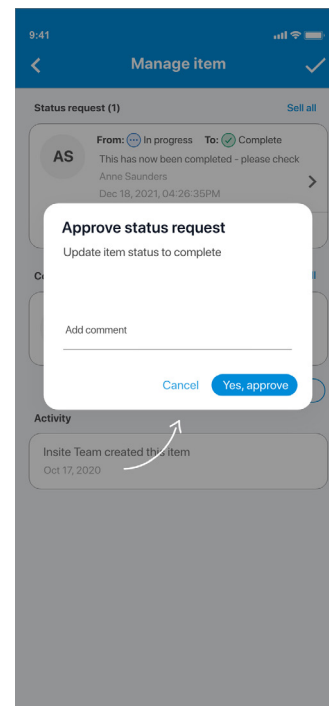 9:41
Manage item
Status request (1)
Sell all
From: In progress To: Complete
AS
This has now been completed - please check
Anne Saunders
Dec 18, 2021, 04:26:35PM
Approve status request
Update item status to complete
Add comment
Cancel
Yes, approve
Activity
Insite Team created this item
Oct 17, 2020